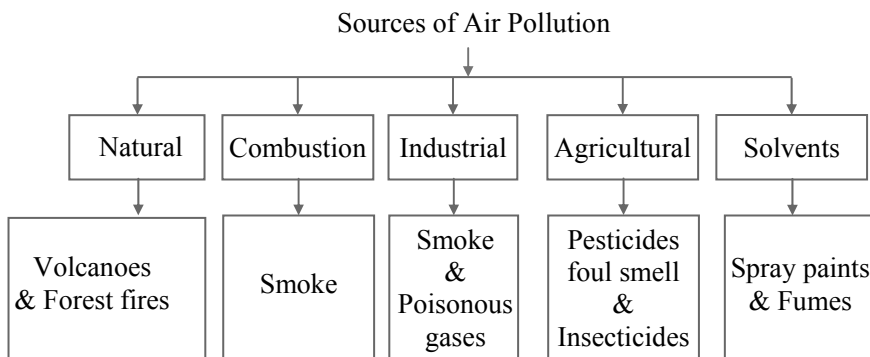 Sources of Air Pollution
Natural
Combustion
Industrial
Agricultural
Solvents
Volcanoes
& Forest fires
Smoke
Smoke
&
Poisonous
gases
Pesticides
foul smell
&
Insecticides
Spray paints
& Fumes